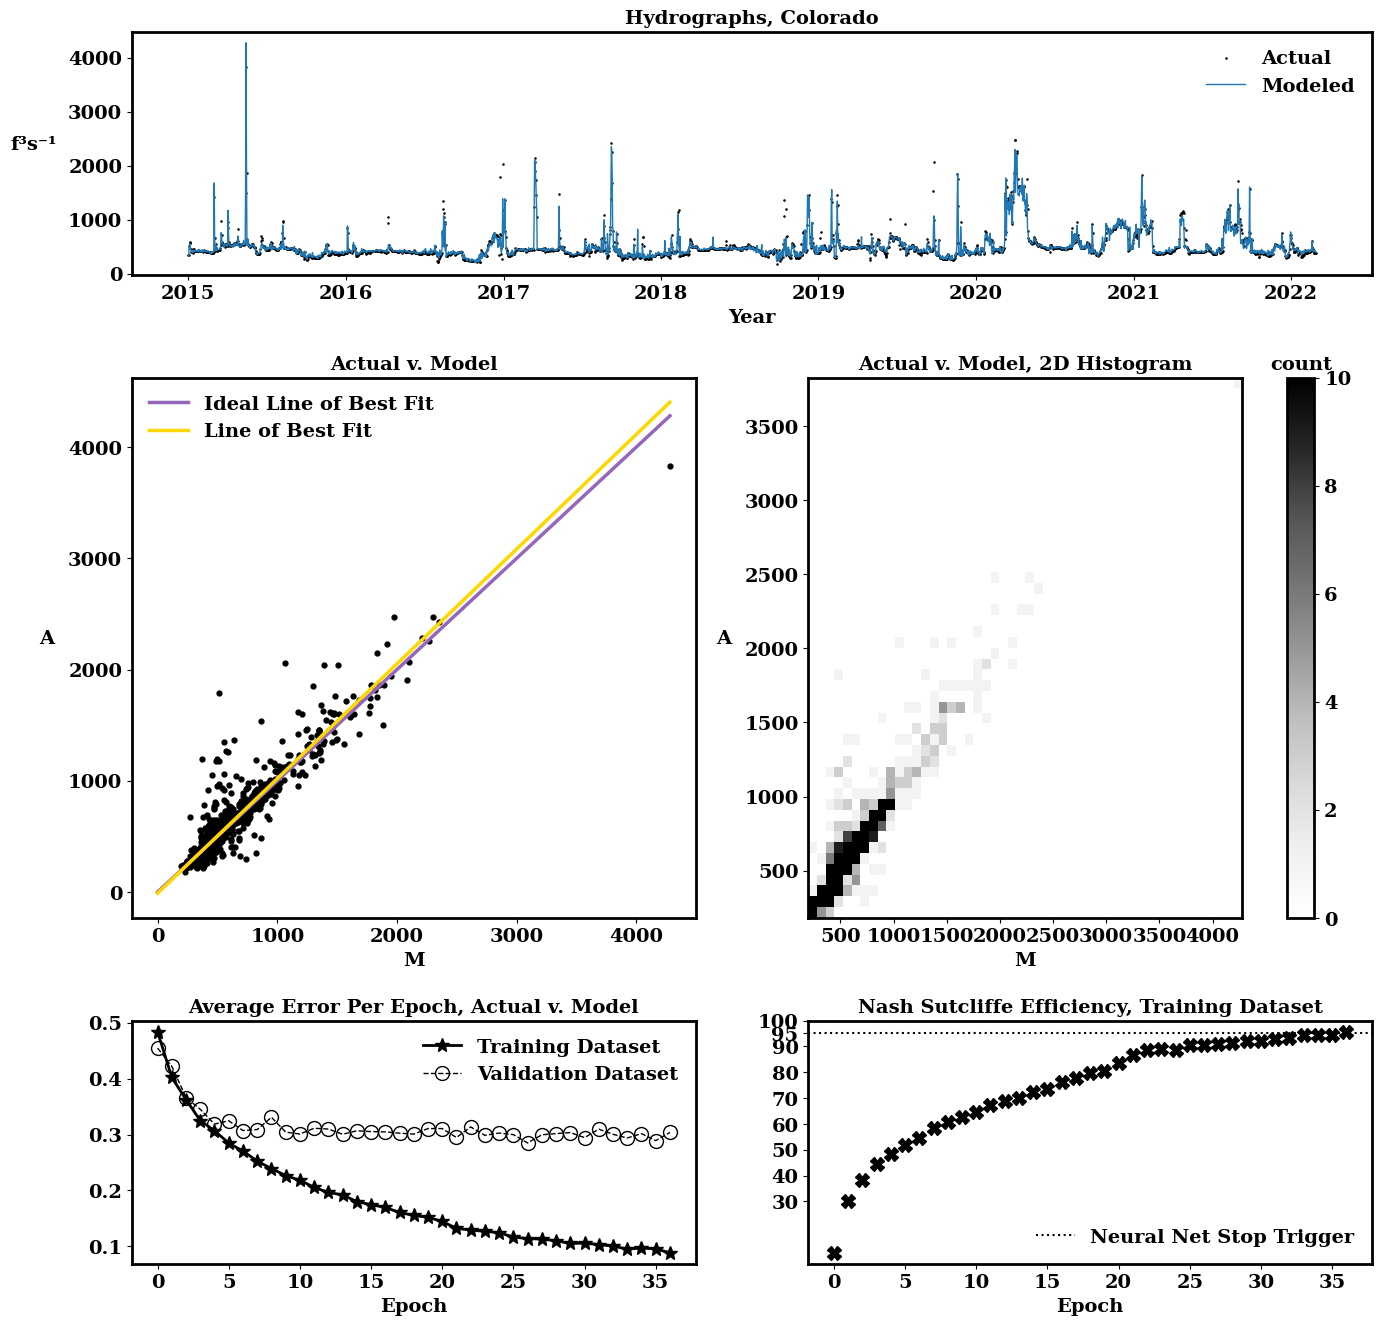 Hydrographs, Colorado
4000
3000
2000
1000
0
f³s⁻¹
Actual
Modeled
2015 2016 2017 2018 2019 2020 2021 2022
Year
Actual v. Model
Ideal Line of Best Fit
Line of Best Fit
4000
3000
2000
1000
0
A
0 1000 2000 3000 4000
M
Actual v. Model, 2D Histogram
3500
3000
2500
2000
1500
1000
500
A
500 1000 1500 2000 2500 3000 3500 4000
M
count
10
8
6
4
2
0
Average Error Per Epoch, Actual v. Model
0.5
0.4
0.3
0.2
0.1
Training Dataset
Validation Dataset
0 5 10 15 20 25 30 35
Epoch
Nash Sutcliffe Efficiency, Training Dataset
100
95
90
80
70
60
50
40
30
Neural Net Stop Trigger
0 5 10 15 20 25 30 35
Epoch